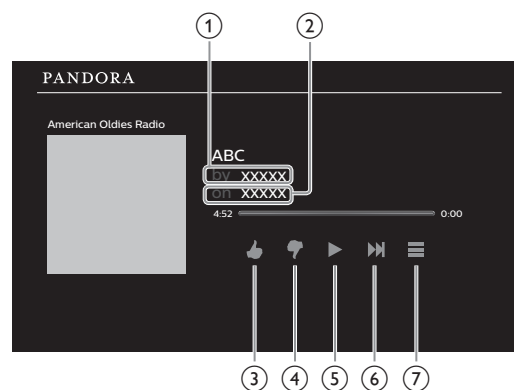 ① ②
PANDORA
American Oldies Radio
ABC
by xxxxx
on xxxxx
4:52 0:00
③ ④ ⑤ ⑥ ⑦